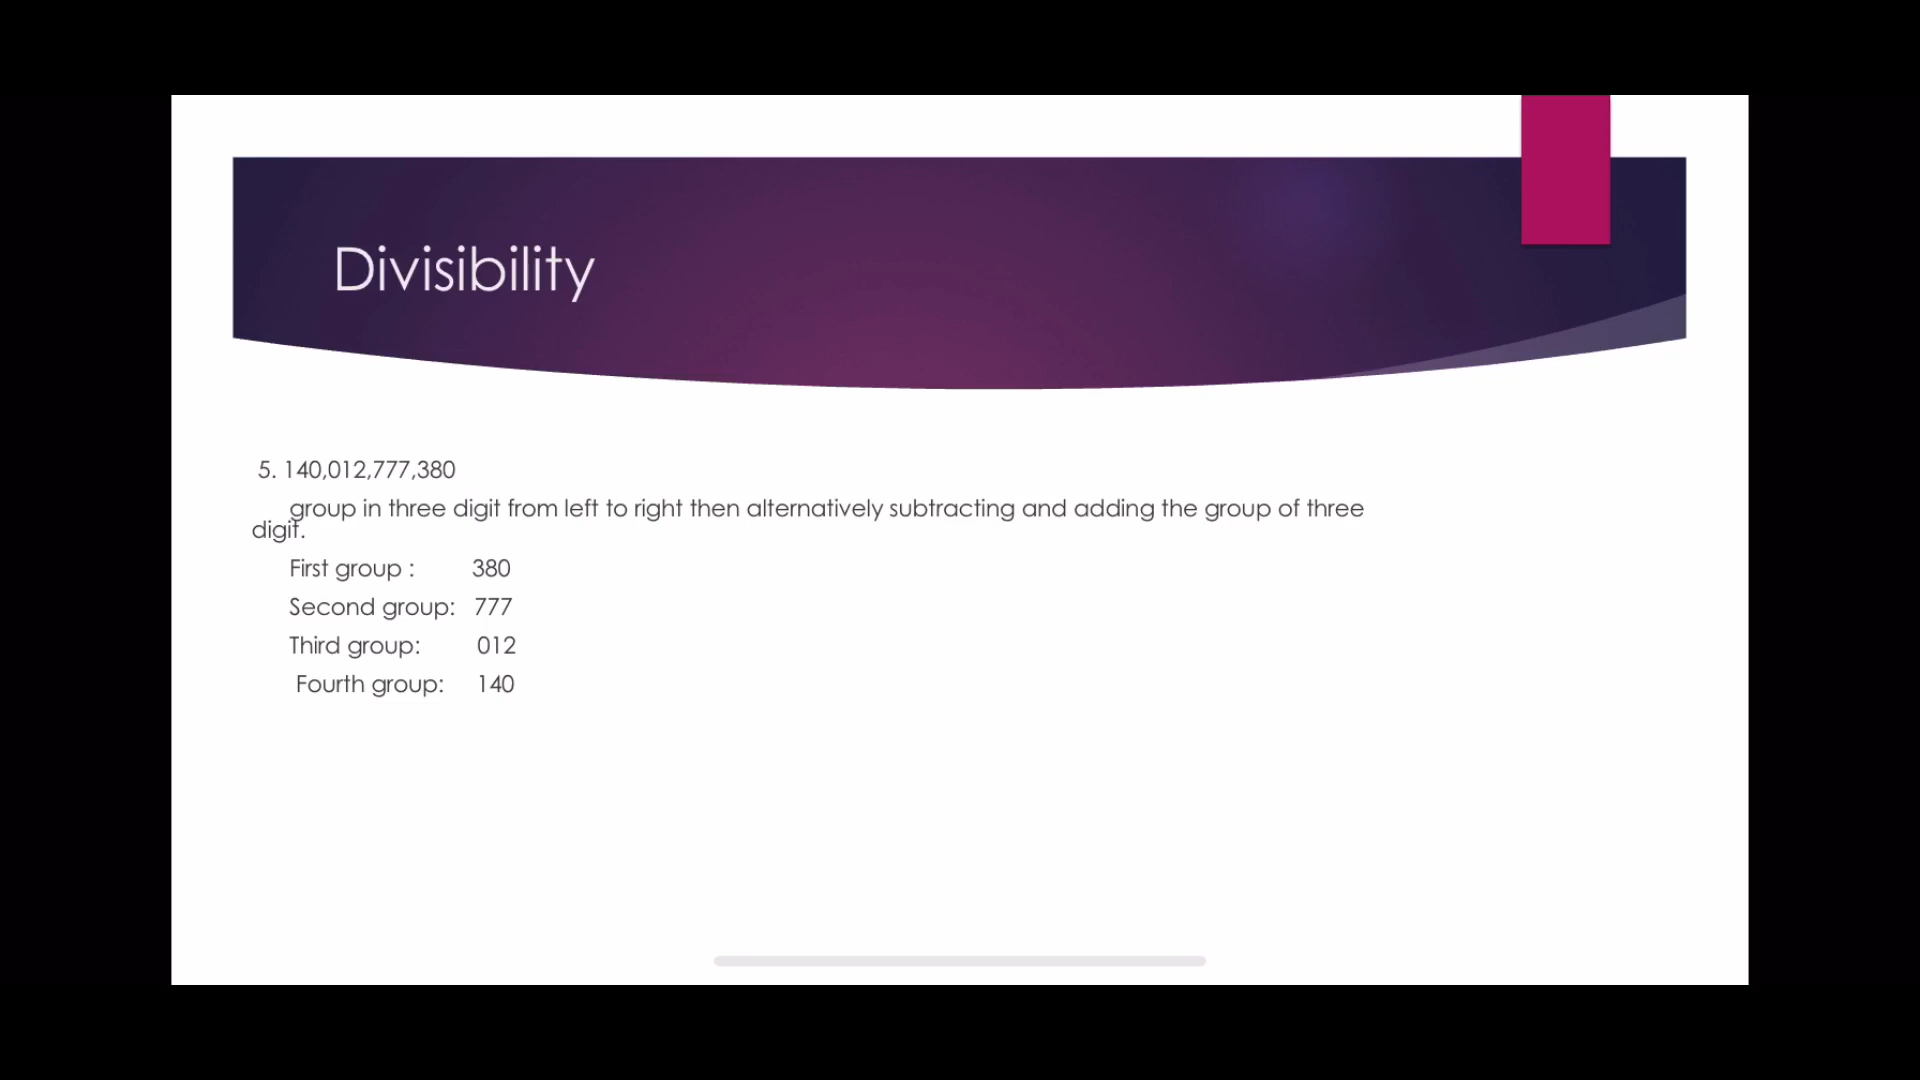 Divisibility
5. 140,012,777,380
group in three digit from left to right then alternatively subtracting and adding the group of three
digit.
First group : 380
Second group: 777
Third group: 012
Fourth group: 140